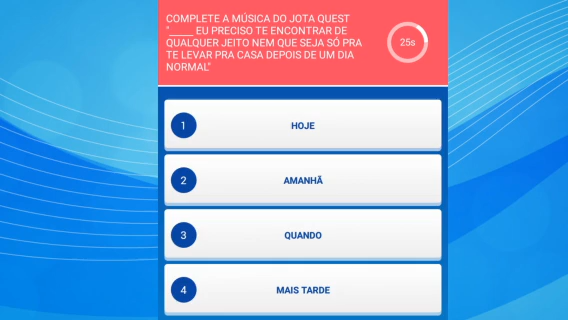 COMPLETE A MÚSICA DO JOTA QUEST
"_____ EU PRECISO TE ENCONTRAR DE
QUALQUER JEITO NEM QUE SEJA SÓ PRA
TE LEVAR PRA CASA DEPOIS DE UM DIA
NORMAL"
25s
1 HOJE
2 AMANHÃ
3 QUANDO
4 MAIS TARDE